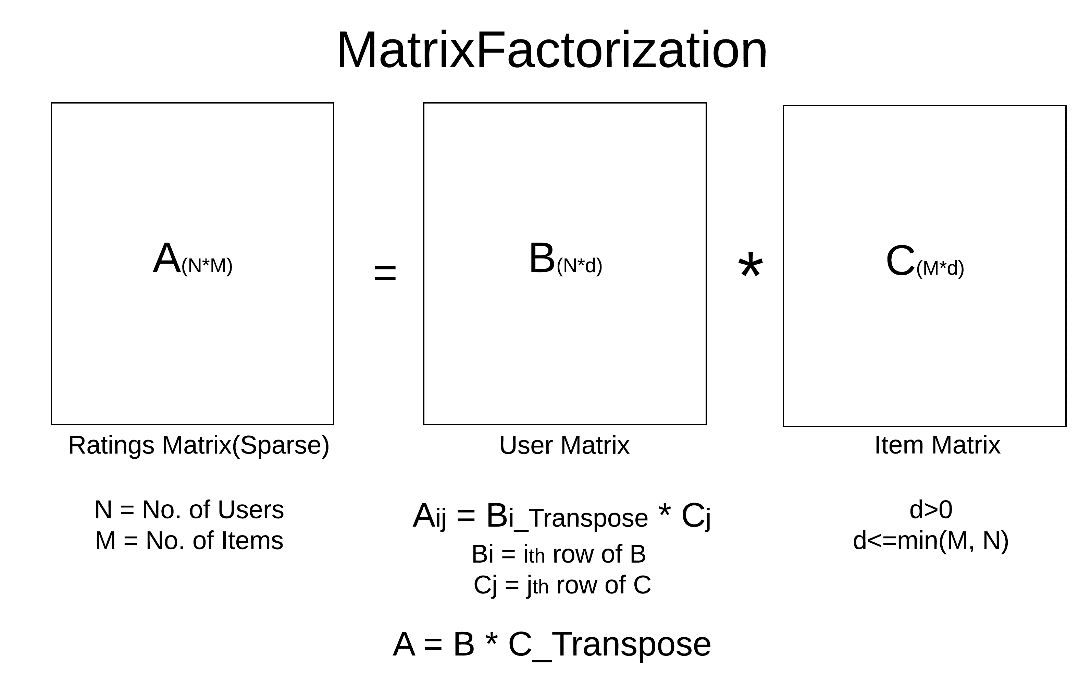 MatrixFactorization
A(N*M)
=
B(N*d)
*
C(M*d)
Ratings Matrix(Sparse)
User Matrix
Item Matrix
N = No. of Users
M = No. of Items
Aij = Bi_Transpose * Cj
Bi = ith row of B
Cj = jth row of C
d>0
d<=min(M, N)
A = B * C_Transpose